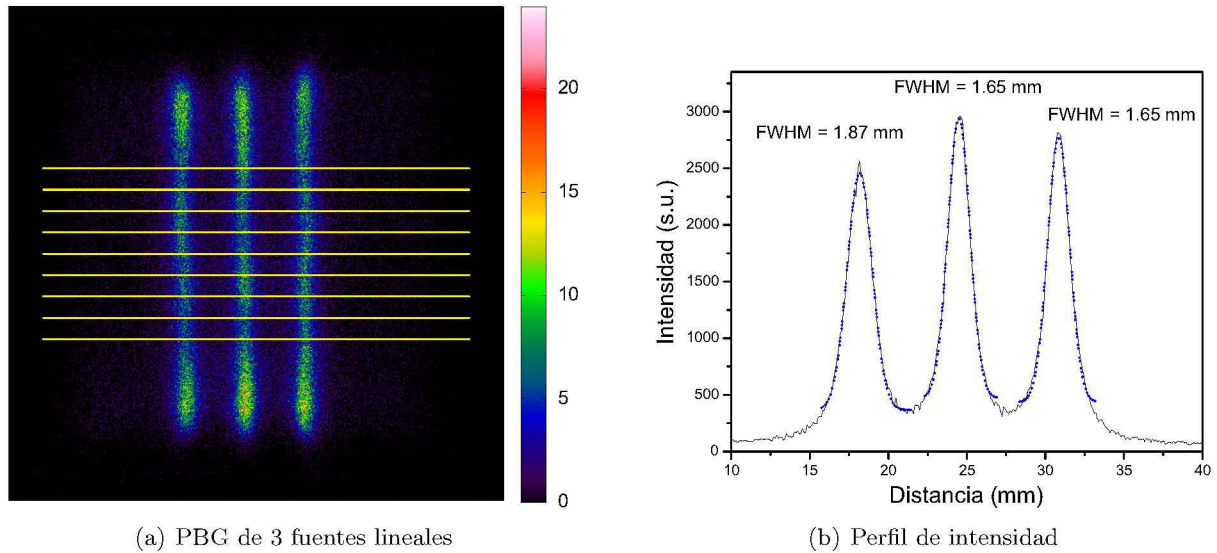 20
15
10
5
0
(a) PBG de 3 fuentes lineales
FWHM = 1.65 mm
FWHM = 1.87 mm
FWHM = 1.65 mm
Intensidad (s.u.)
3000
2500
2000
1500
1000
500
0
10 15 20 25 30 35 40
Distancia (mm)
(b) Perfil de intensidad